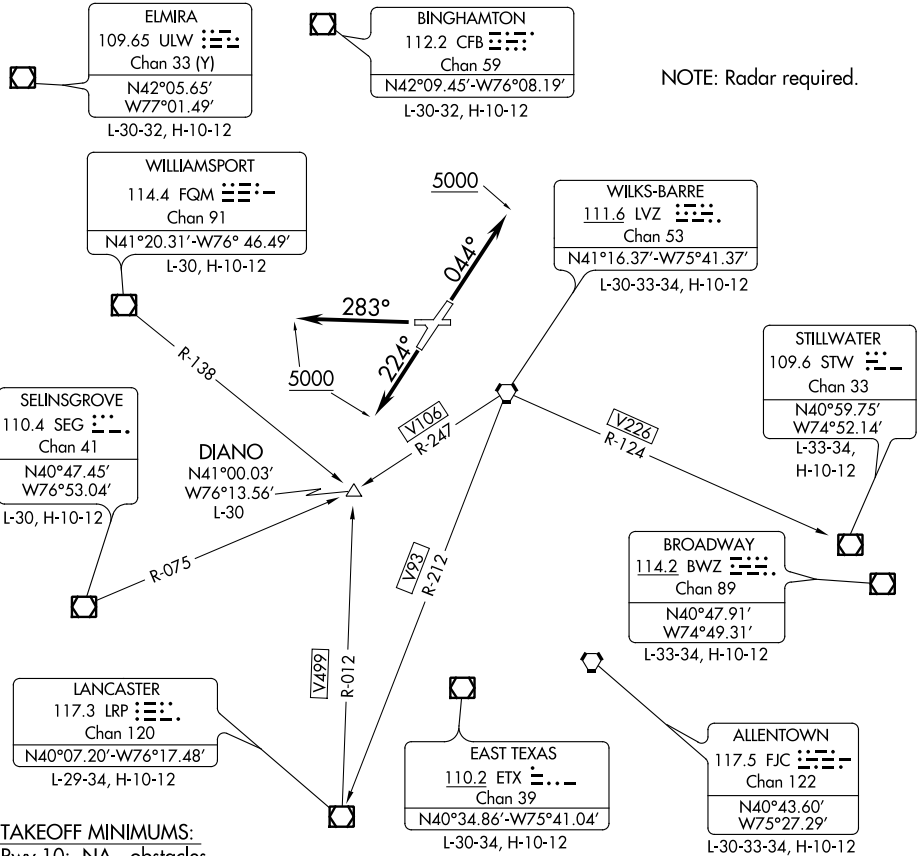 ELMIRA
109.65 ULW
Chan 33 (Y)
N42°05.65′
W77°01.49′
L-30-32, H-10-12
BINGHAMTON
112.2 CFB
Chan 59
N42°09.45′-W76°08.19′
L-30-32, H-10-12
NOTE: Radar required.
WILLIAMSPORT
114.4 FQM
Chan 91
N41°20.31′-W76° 46.49′
L-30, H-10-12
5000
044°
283°
224°
5000
WILKS-BARRE
111.6 LVZ
Chan 53
N41°16.37′-W75°41.37′
L-30-33-34, H-10-12
STILLWATER
109.6 STW
Chan 33
N40°59.75′
W74°52.14′
L-33-34,
H-10-12
R-138
SELINSGROVE
110.4 SEG
Chan 41
N40°47.45′
W76°53.04′
L-30, H-10-12
DIANO
N41°00.03′
W76°13.56′
L-30
V106
R-247
V226
R-124
R-075
V93
R-212
BROADWAY
114.2 BWZ
Chan 89
N40°47.91′
W74°49.31′
L-33-34, H-10-12
V499
R-012
LANCASTER
117.3 LRP
Chan 120
N40°07.20′-W76°17.48′
L-29-34, H-10-12
EAST TEXAS
110.2 ETX
Chan 39
N40°34.86′-W75°41.04′
L-30-34, H-10-12
ALLENTOWN
117.5 FJC
Chan 122
N40°43.60′
W75°27.29′
L-30-33-34, H-10-12
TAKEOFF MINIMUMS:
Rwy 10: NA - obstacles